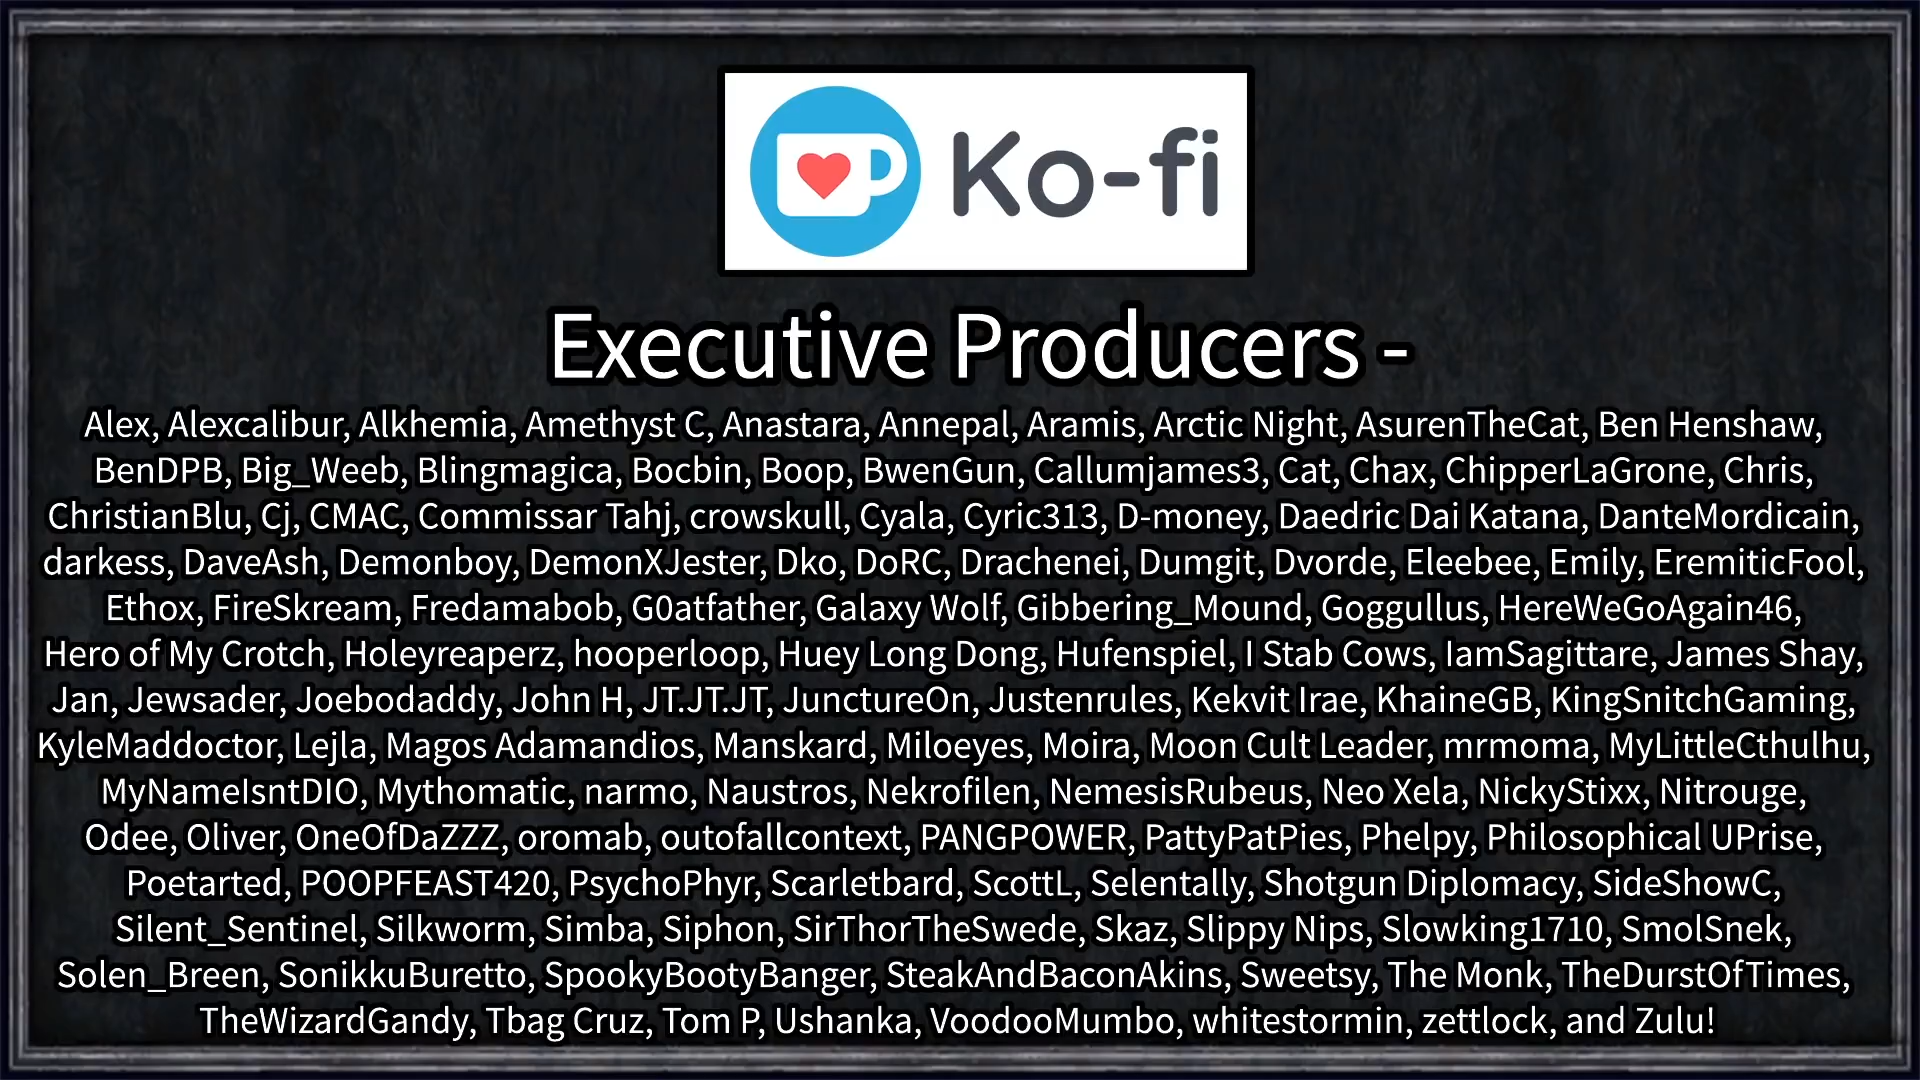 Ko-fi
Executive Producers -
Alex, Alexcalibur, Alkhemia, Amethyst C, Anastara, Annepal, Aramis, Arctic Night, AsurenTheCat, Ben Henshaw,
BenDPB, Big_Weeb, Blingmagica, Bocbin, Boop, BwenGun, Callumjames3, Cat, Chax, ChipperLaGrone, Chris,
ChristianBlu, Cj, CMAC, Commissar Tahj, crowskull, Cyala, Cyric313, D-money, Daedric Dai Katana, DanteMordicain,
darkess, DaveAsh, Demonboy, DemonXJester, Dko, DoRC, Drachenei, Dumgit, Dvorde, Eleebee, Emily, EremiticFool,
Ethox, FireSkream, Fredamabob, G0atfather, Galaxy Wolf, Gibbering_Mound, Goggullus, HereWeGoAgain46,
Hero of My Crotch, Holeyreaperz, hooperloop, Huey Long Dong, Hufenspiel, I Stab Cows, IamSagittare, James Shay,
Jan, Jewsader, Joebodaddy, John H, JT.JT.JT, JunctureOn, Justenrules, Kekvit Irae, KhaineGB, KingSnitchGaming,
KyleMaddoctor, Lejla, Magos Adamandios, Manskard, Miloeyes, Moira, Moon Cult Leader, mrmoma, MyLittleCthulhu,
MyNameIsntDIO, Mythomatic, narmo, Naustros, Nekrofilen, NemesisRubeus, Neo Xela, NickyStixx, Nitrouge,
Odee, Oliver, OneOfDaZZZ, oromab, outofallcontext, PANGPOWER, PattyPatPies, Phelpy, Philosophical UPrise,
Poetarted, POOPFEAST420, PsychoPhyr, Scarletbard, ScottL, Selentally, Shotgun Diplomacy, SideShowC,
Silent_Sentinel, Silkworm, Simba, Siphon, SirThorTheSwede, Skaz, Slippy Nips, Slowking1710, SmolSnek,
Solen_Breen, SonikkuBuretto, SpookyBootyBanger, SteakAndBaconAkins, Sweetsy, The Monk, TheDurstOfTimes,
TheWizardGandy, Tbag Cruz, Tom P, Ushanka, VoodooMumbo, whitestormin, zettlock, and Zulu!